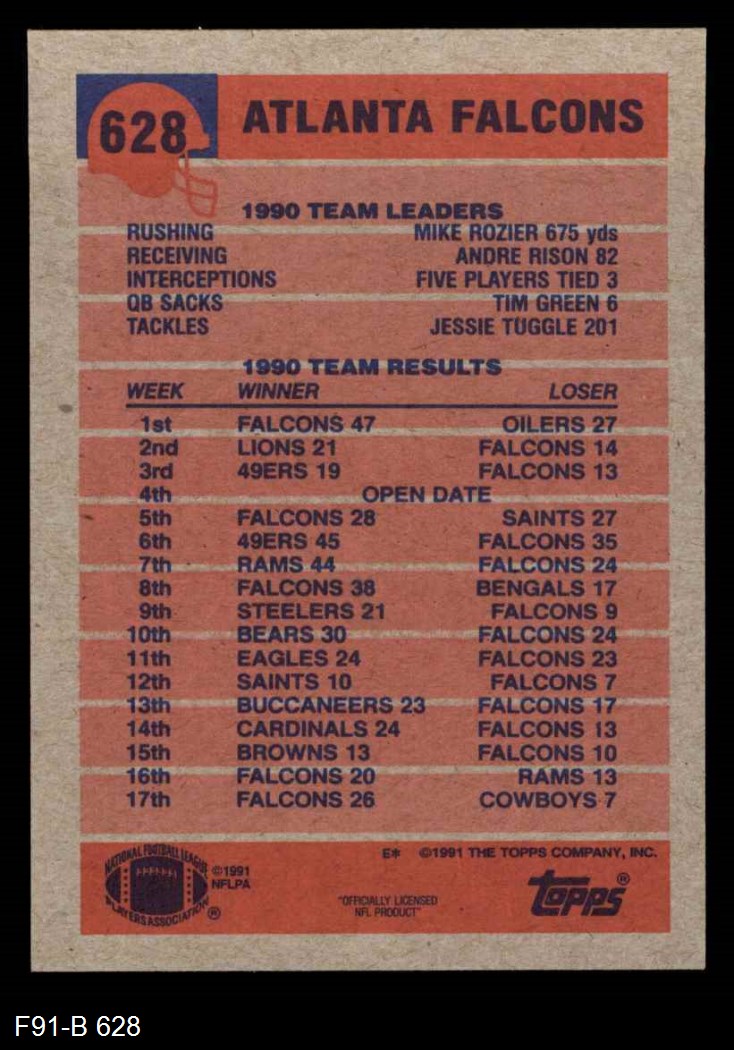 628 ATLANTA FALCONS
1990 TEAM LEADERS
RUSHING MIKE ROZIER 675 yds
RECEIVING ANDRE RISON 82
INTERCEPTIONS FIVE PLAYERS TIED 3
QB SACKS TIM GREEN 6
TACKLES JESSIE TUGGLE 201
1990 TEAM RESULTS
WEEK WINNER LOSER
1st FALCONS 47 OILERS 27
2nd LIONS 21 FALCONS 14
3rd 49ERS 19 FALCONS 13
4th OPEN DATE
5th FALCONS 28 SAINTS 27
6th 49ERS 45 FALCONS 35
7th RAMS 44 FALCONS 24
8th FALCONS 38 BENGALS 17
9th STEELERS 21 FALCONS 9
10th BEARS 30 FALCONS 24
11th EAGLES 24 FALCONS 23
12th SAINTS 10 FALCONS 7
13th BUCCANEERS 23 FALCONS 17
14th CARDINALS 24 FALCONS 13
15th BROWNS 13 FALCONS 10
16th FALCONS 20 RAMS 13
17th FALCONS 26 COWBOYS 7
E* ©1991 THE TOPPS COMPANY, INC.
NATIONAL FOOTBALL LEAGUE
PLAYERS ASSOCIATION ®
©1991
NFLPA
"OFFICIALLY LICENSED
NFL PRODUCT"
Topps ®
F91-B 628